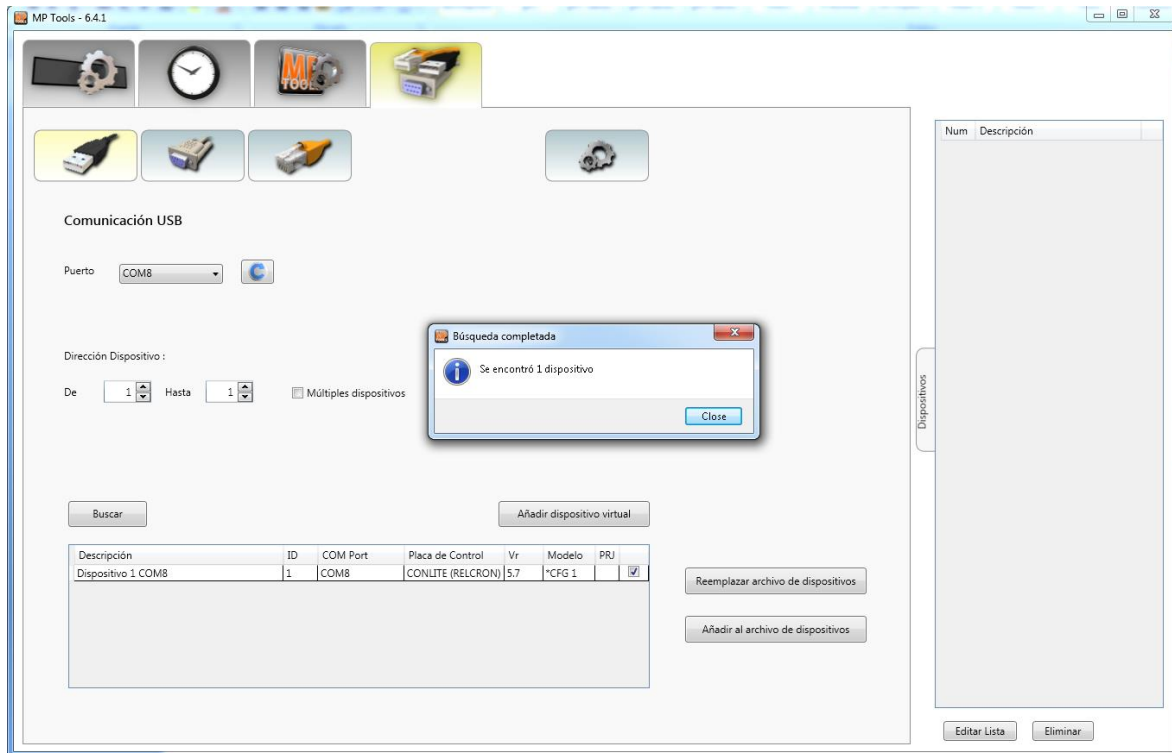 MP Tools - 6.4.1
MP
TOOLS
Num Descripción
Comunicación USB
Puerto COM8
Búsqueda completada
Se encontró 1 dispositivo
Close
Dirección Dispositivo :
De 1 Hasta 1 Múltiples dispositivos
Dispositivos
Buscar Añadir dispositivo virtual
Descripción ID COM Port Placa de Control Vr Modelo PRJ
Dispositivo 1 COM8 1 COM8 CONLITE (RELCRON) 5.7 *CFG 1
Reemplazar archivo de dispositivos
Añadir al archivo de dispositivos
Editar Lista Eliminar